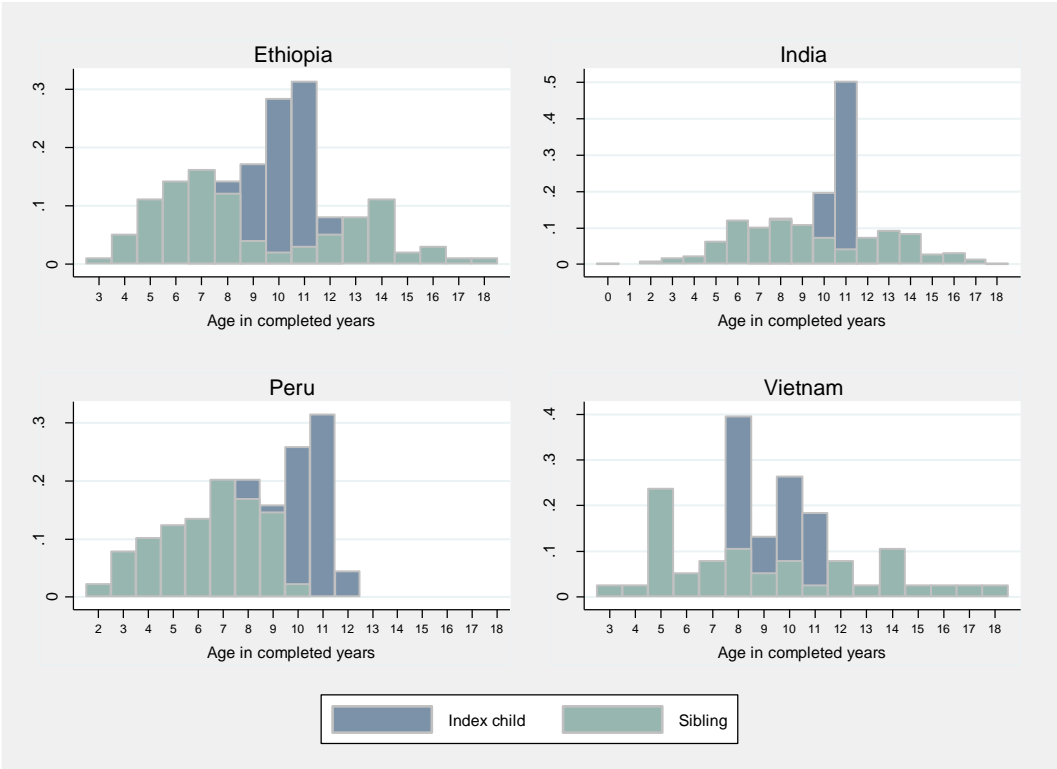 Ethiopia
.3
.2
.1
0
3 4 5 6 7 8 9 10 11 12 13 14 15 16 17 18
Age in completed years
India
.5
.4
.3
.2
.1
0
0 1 2 3 4 5 6 7 8 9 10 11 12 13 14 15 16 17 18
Age in completed years
Peru
.3
.2
.1
0
2 3 4 5 6 7 8 9 10 11 12 13 14 15 16 17 18
Age in completed years
Vietnam
.4
.3
.2
.1
0
3 4 5 6 7 8 9 10 11 12 13 14 15 16 17 18
Age in completed years
Index child Sibling